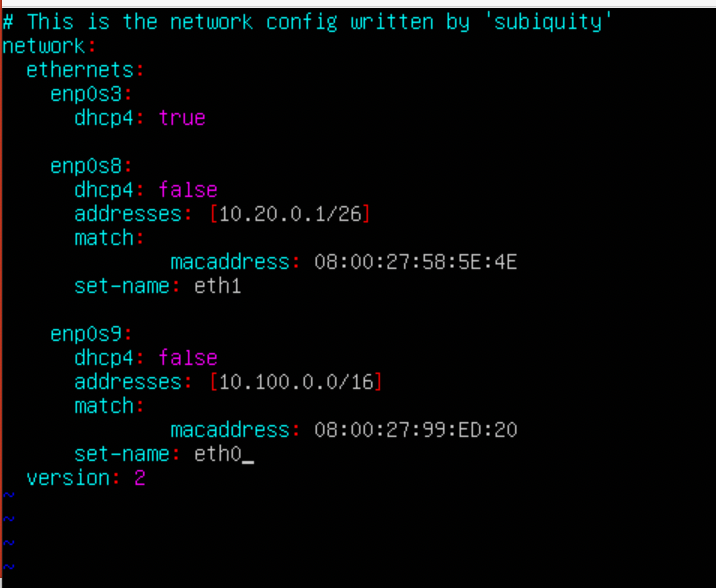 # This is the network config written by 'subiquity'
network:
  ethernets:
    enp0s3:
      dhcp4: true

    enp0s8:
      dhcp4: false
      addresses: [10.20.0.1/26]
      match:
              macaddress: 08:00:27:58:5E:4E
      set-name: eth1

    enp0s9:
      dhcp4: false
      addresses: [10.100.0.0/16]
      match:
              macaddress: 08:00:27:99:ED:20
      set-name: eth0_
  version: 2
~
~
~
~